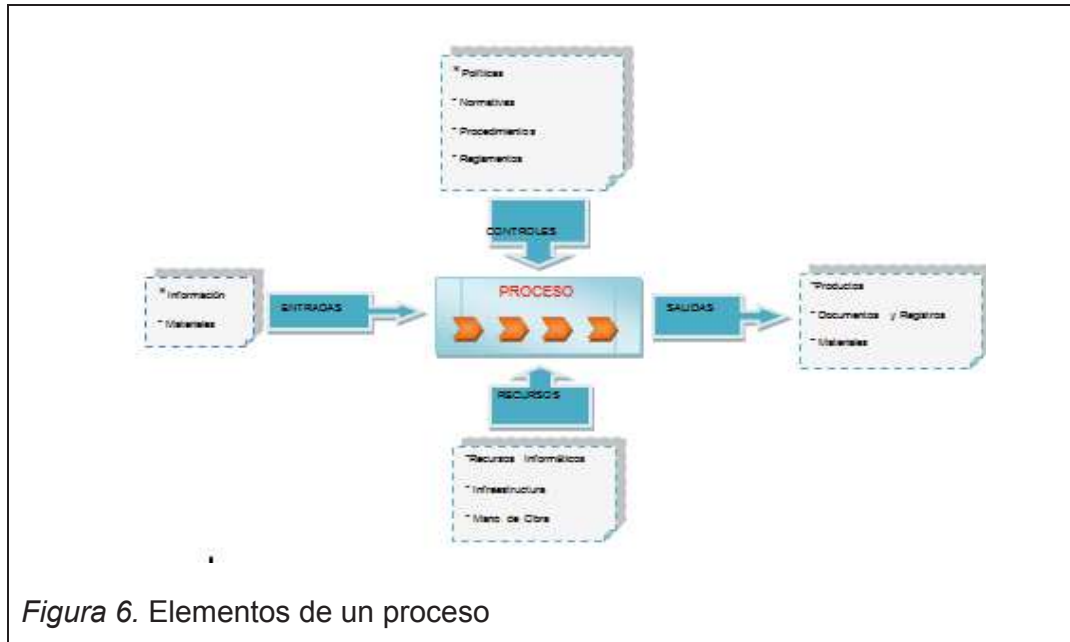 * Políticas
* Normativas
* Procedimientos
* Reglamentos
CONTROLES
* Información
* Materiales
ENTRADAS
PROCESO
SALIDAS
*Productos
* Documentos y Registros
* Materiales
RECURSOS
*Recursos Informáticos
* Infraestructura
* Mano de Obra
Figura 6. Elementos de un proceso